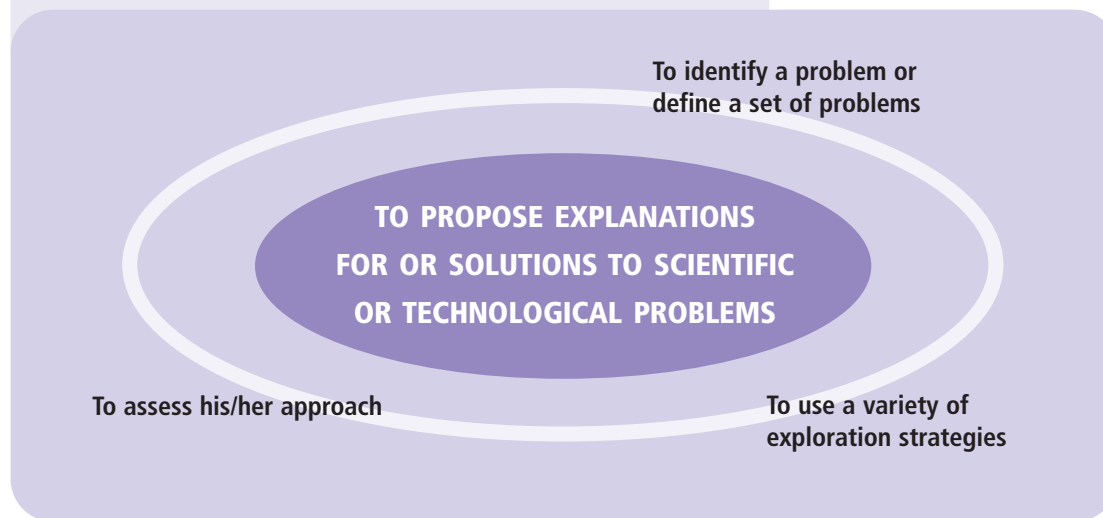 To identify a problem or
define a set of problems
TO PROPOSE EXPLANATIONS
FOR OR SOLUTIONS TO SCIENTIFIC
OR TECHNOLOGICAL PROBLEMS
To assess his/her approach
To use a variety of
exploration strategies